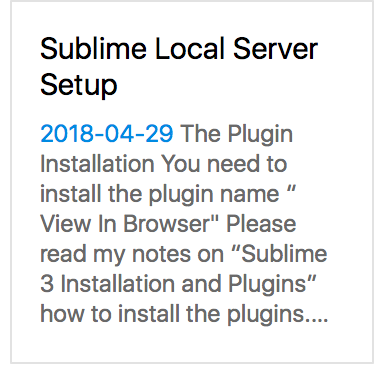 Sublime Local Server
Setup
2018-04-29 The Plugin
Installation You need to
install the plugin name “
View In Browser" Please
read my notes on “Sublime
3 Installation and Plugins”
how to install the plugins....